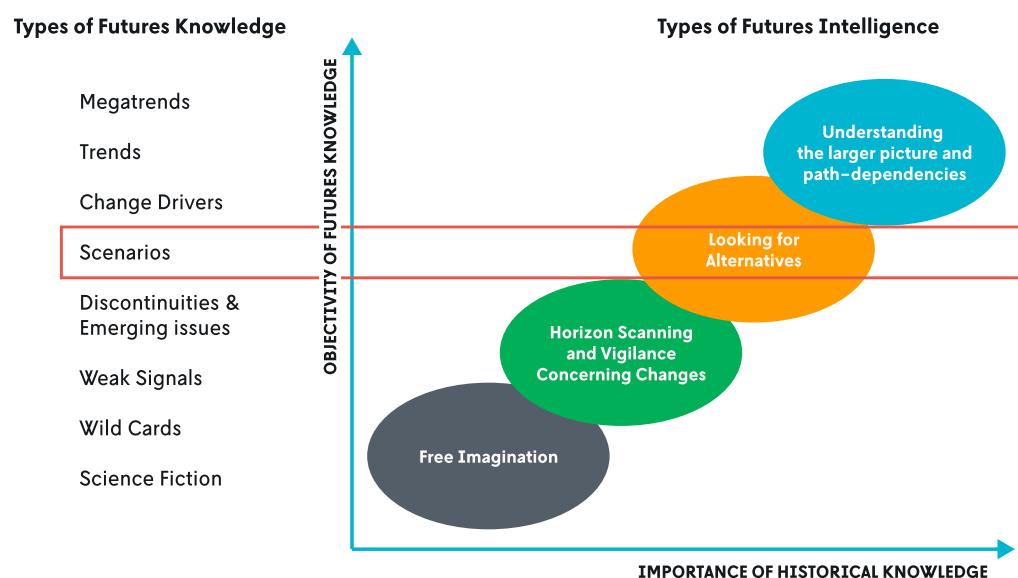 Types of Futures Knowledge
Types of Futures Intelligence
Megatrends
Trends
Change Drivers
Scenarios
Discontinuities &
Emerging issues
Weak Signals
Wild Cards
Science Fiction
OBJECTIVITY OF FUTURES KNOWLEDGE
Understanding
the larger picture and
path-dependencies
Looking for
Alternatives
Horizon Scanning
and Vigilance
Concerning Changes
Free Imagination
IMPORTANCE OF HISTORICAL KNOWLEDGE